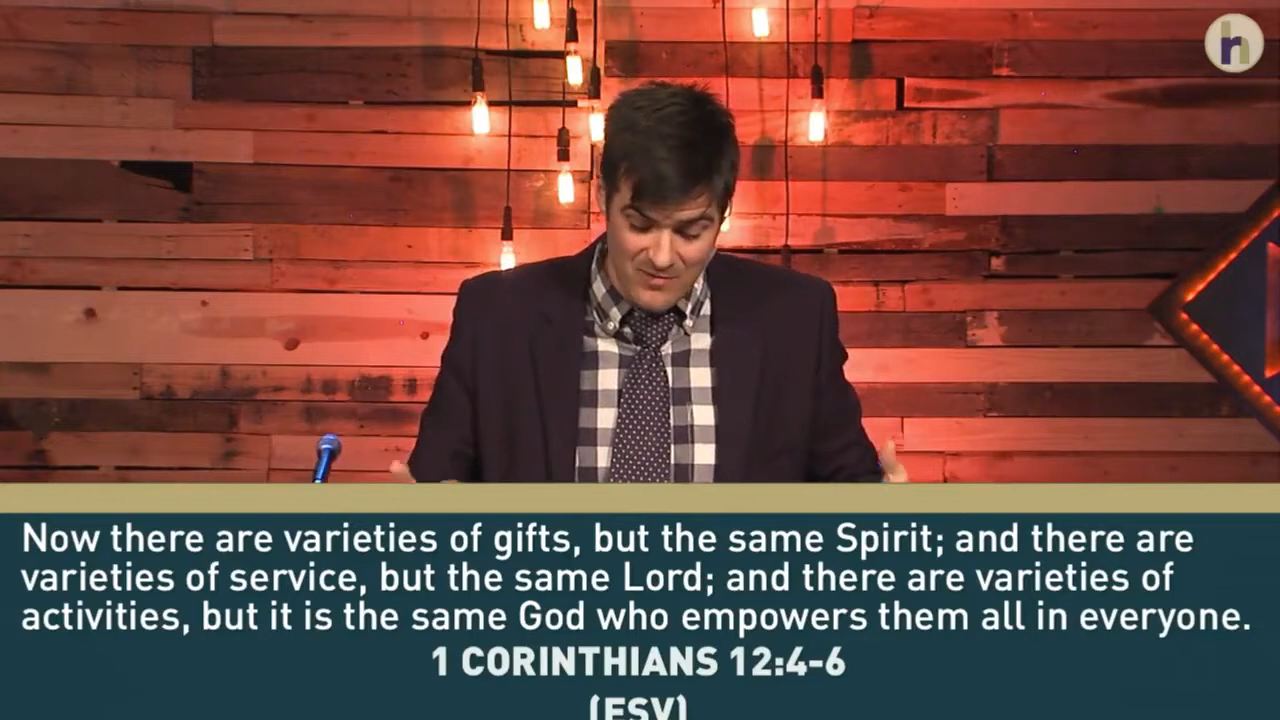 Now there are varieties of gifts, but the same Spirit; and there are
varieties of service, but the same Lord; and there are varieties of
activities, but it is the same God who empowers them all in everyone.
1 CORINTHIANS 12:4-6
(ESV)